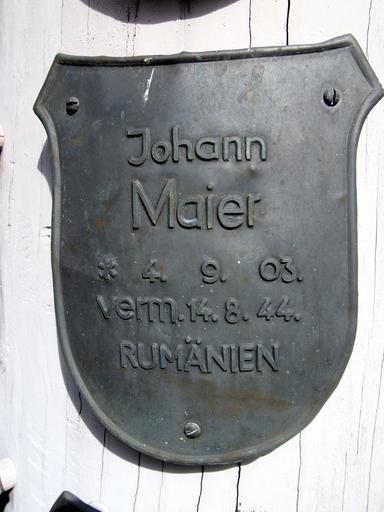 Johann
Maier
* 4. 9. 03.
verm. 14. 8. 44.
RUMÄNIEN